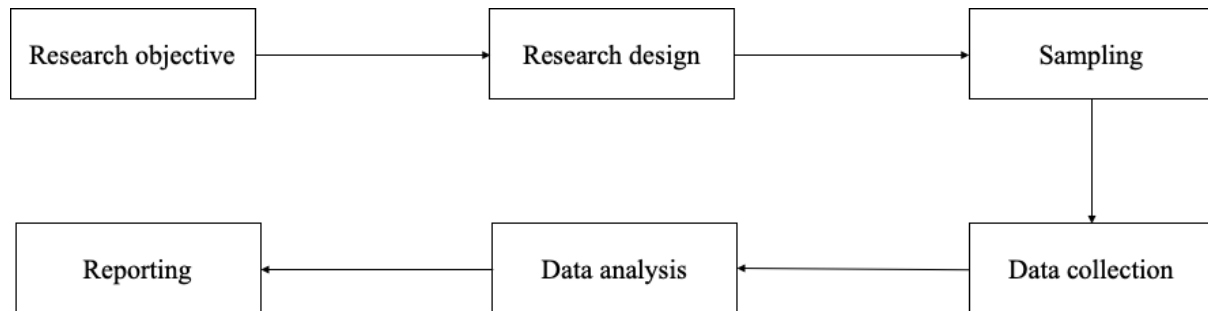 Research objective
Research design
Sampling
Data collection
Data analysis
Reporting